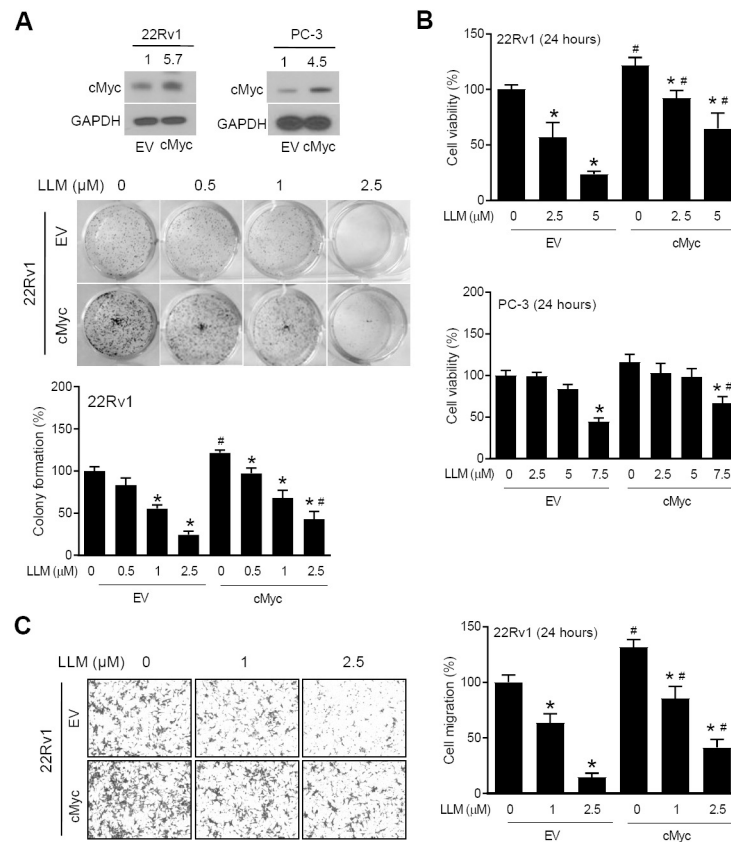 A
22Rv1
1 5.7
cMyc
GAPDH
EV cMyc
PC-3
1 4.5
cMyc
GAPDH
EV cMyc
LLM (μM) 0 0.5 1 2.5
22Rv1
EV
cMyc
22Rv1
Colony formation (%)
200
150
100
50
0
* * # * * * #
LLM (μM) 0 0.5 1 2.5 0 0.5 1 2.5
EV cMyc
B
22Rv1 (24 hours)
Cell viability (%)
150
100
50
0
* * # * # * #
LLM (μM) 0 2.5 5 0 2.5 5
EV cMyc
PC-3 (24 hours)
Cell viability (%)
200
150
100
50
0
* * #
LLM (μM) 0 2.5 5 7.5 0 2.5 5 7.5
EV cMyc
C
LLM (μM) 0 1 2.5
22Rv1
EV
cMyc
22Rv1 (24 hours)
Cell migration (%)
150
100
50
0
* * # * # * #
LLM (μM) 0 1 2.5 0 1 2.5
EV cMyc